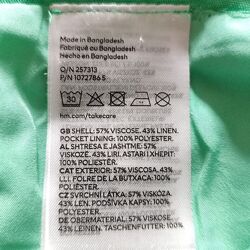 Made in Bangladesh
Fabriqué au Bangladesh
Hecho en Bangladesh
O/N 257313
P/N 10727865
30
hm.com/takecare
GB SHELL: 57% VISCOSE. 43% LINEN.
POCKET LINING: 100% POLYESTER.
AL SHTRESA E JASHTME: 57%
VISKOZË. 43% LIRI. ASTARI I XHEPIT:
100% POLIESTER.
CAT EXTERIOR: 57% VISCOSA.
43% LLI. FOLRE DE LA BUTXACA: 100%
POLIÈSTER.
CZ SVRCHNÍ LÁTKA: 57% VISKÓZA.
43% LEN. PODŠÍVKA KAPSY: 100%
POLYESTER.
DE OBERMATERIAL: 57% VISKOSE.
43% LEINEN. TASCHENFUTTER: 100%